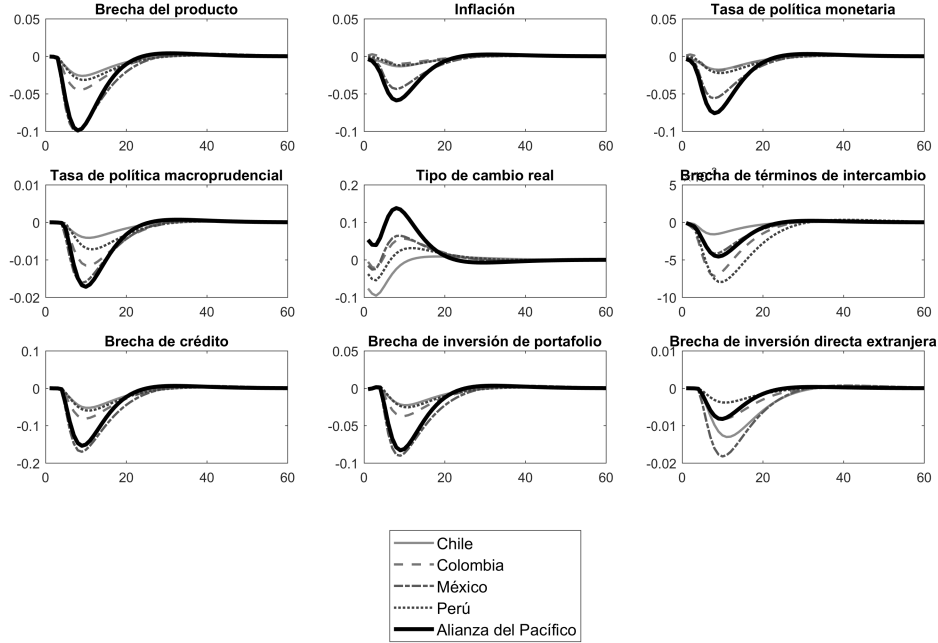 Brecha del producto
0.05
0
-0.05
-0.1
0 20 40 60
Inflación
0.05
0
-0.05
-0.1
0 20 40 60
Tasa de política monetaria
0.05
0
-0.05
-0.1
0 20 40 60
Tasa de política macroprudencial
0.01
0
-0.01
-0.02
0 20 40 60
Tipo de cambio real
0.2
0.1
0
-0.1
0 20 40 60
Brecha de términos de intercambio
5
0
-5
-10
0 20 40 60
Brecha de crédito
0.1
0
-0.1
-0.2
0 20 40 60
Brecha de inversión de portafolio
0.05
0
-0.05
-0.1
0 20 40 60
Brecha de inversión directa extranjera
0.01
0
-0.01
-0.02
0 20 40 60
Chile
Colombia
México
Perú
Alianza del Pacífico